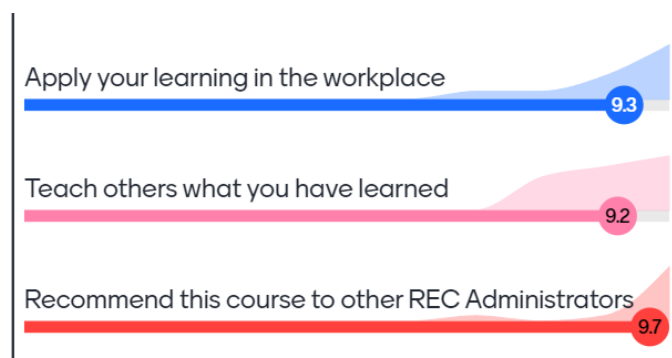 Apply your learning in the workplace
9.3
Teach others what you have learned
9.2
Recommend this course to other REC Administrators
9.7